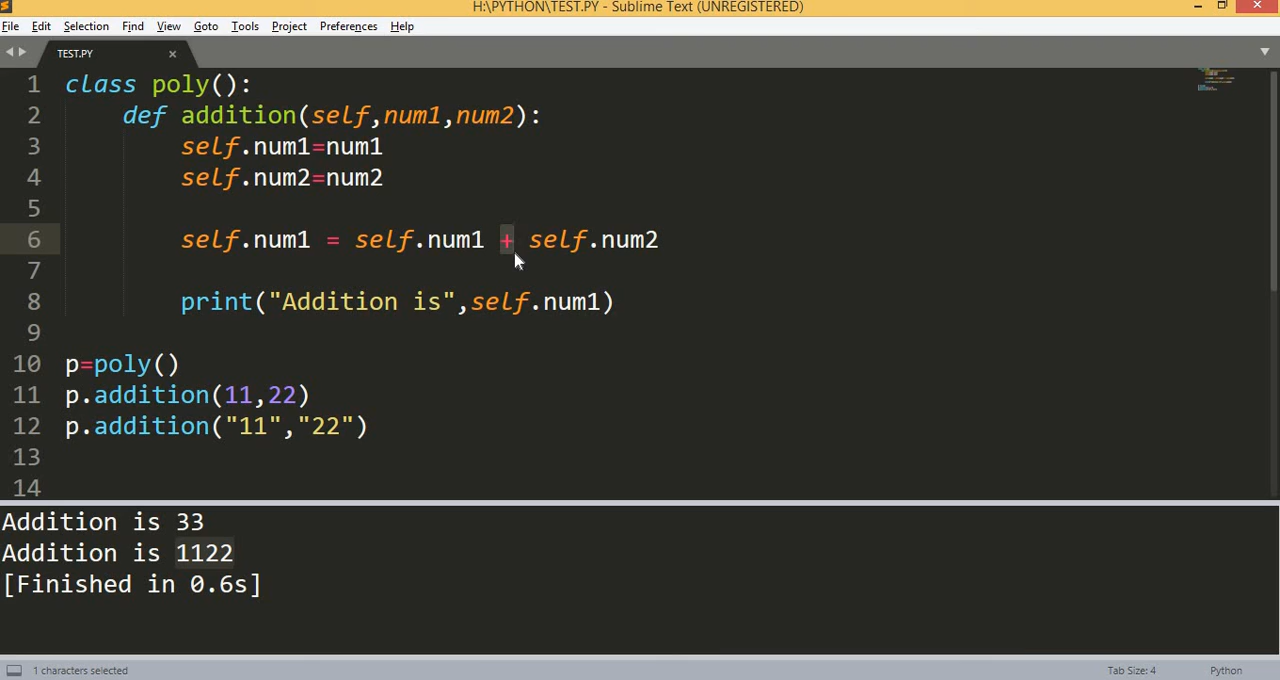 H:\PYTHON\TEST.PY - Sublime Text (UNREGISTERED)
File Edit Selection Find View Goto Tools Project Preferences Help
TEST.PY
1 class poly():
2 def addition(self,num1,num2):
3 self.num1=num1
4 self.num2=num2
5
6 self.num1 = self.num1 + self.num2
7
8 print("Addition is",self.num1)
9
10 p=poly()
11 p.addition(11,22)
12 p.addition("11","22")
13
14
Addition is 33
Addition is 1122
[Finished in 0.6s]
1 characters selected Tab Size: 4 Python